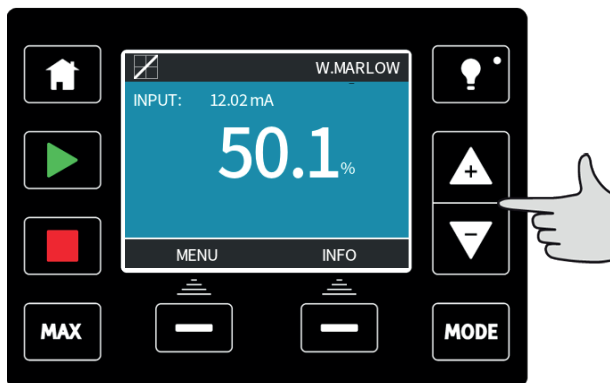 W.MARLOW
INPUT: 12.02 mA
50.1%
MENU INFO
+
−
MAX
MODE